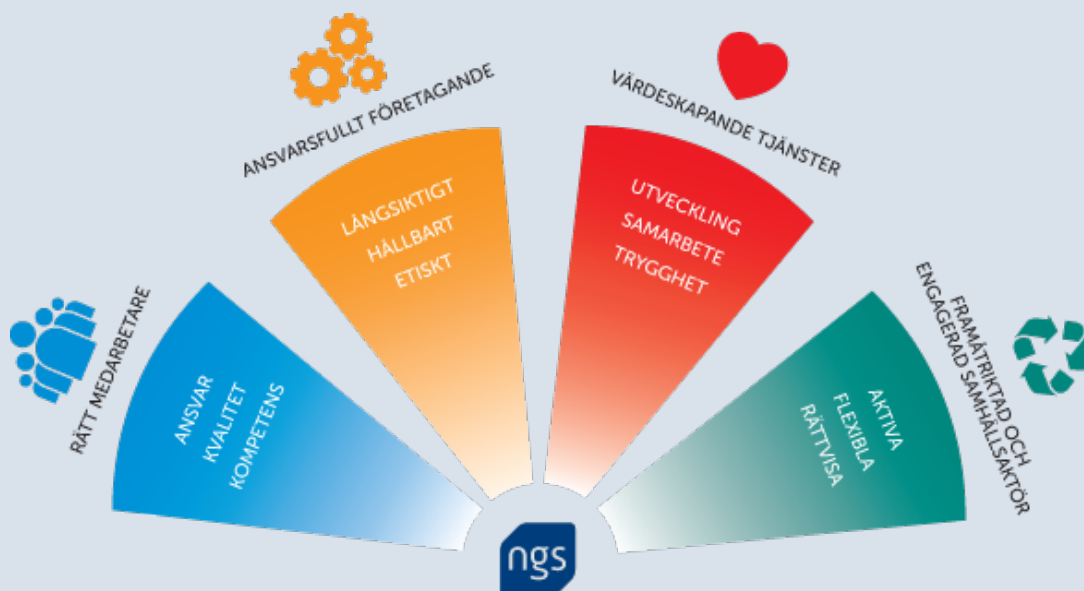 RÄTT MEDARBETARE
ANSVAR
KVALITET
KOMPETENS
ANSVARSFULLT FÖRETAGANDE
LÅNGSIKTIGT
HÅLLBART
ETISKT
VÄRDESKAPANDE TJÄNSTER
UTVECKLING
SAMARBETE
TRYGGHET
FRAMÅTRIKTAD OCH
ENGAGERAD SAMHÄLLSAKTÖR
AKTIVA
FLEXIBLA
RÄTTVISA
ngs